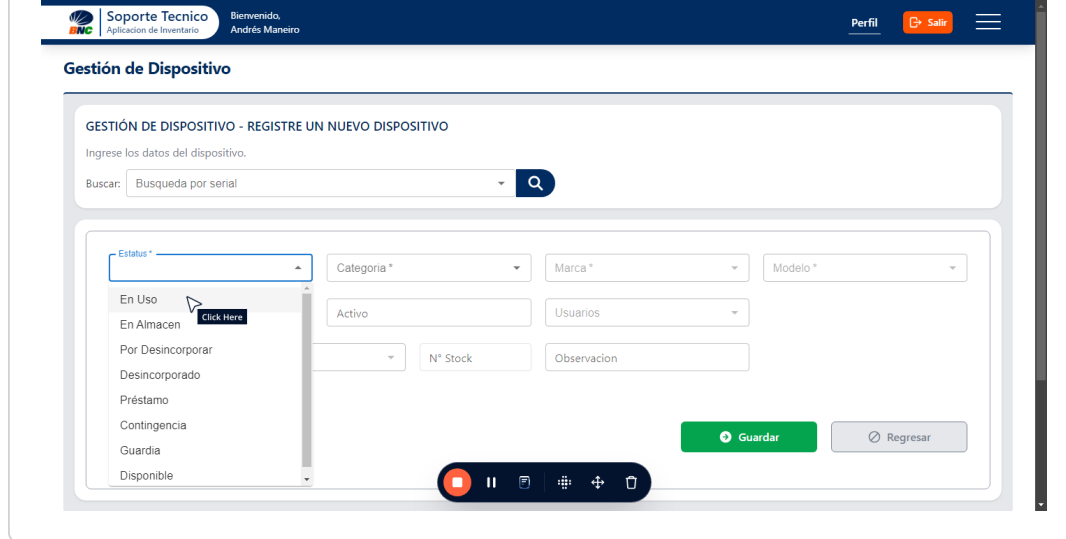 BNC
Soporte Tecnico
Aplicacion de Inventario
Bienvenido,
Andrés Maneiro
Perfil
Salir
Gestión de Dispositivo
GESTIÓN DE DISPOSITIVO - REGISTRE UN NUEVO DISPOSITIVO
Ingrese los datos del dispositivo.
Buscar: Busqueda por serial
Estatus *
Categoria *
Marca *
Modelo *
En Uso
Click Here
En Almacen
Por Desincorporar
Desincorporado
Préstamo
Contingencia
Guardia
Disponible
Activo
Usuarios
N° Stock
Observacion
Guardar
Regresar